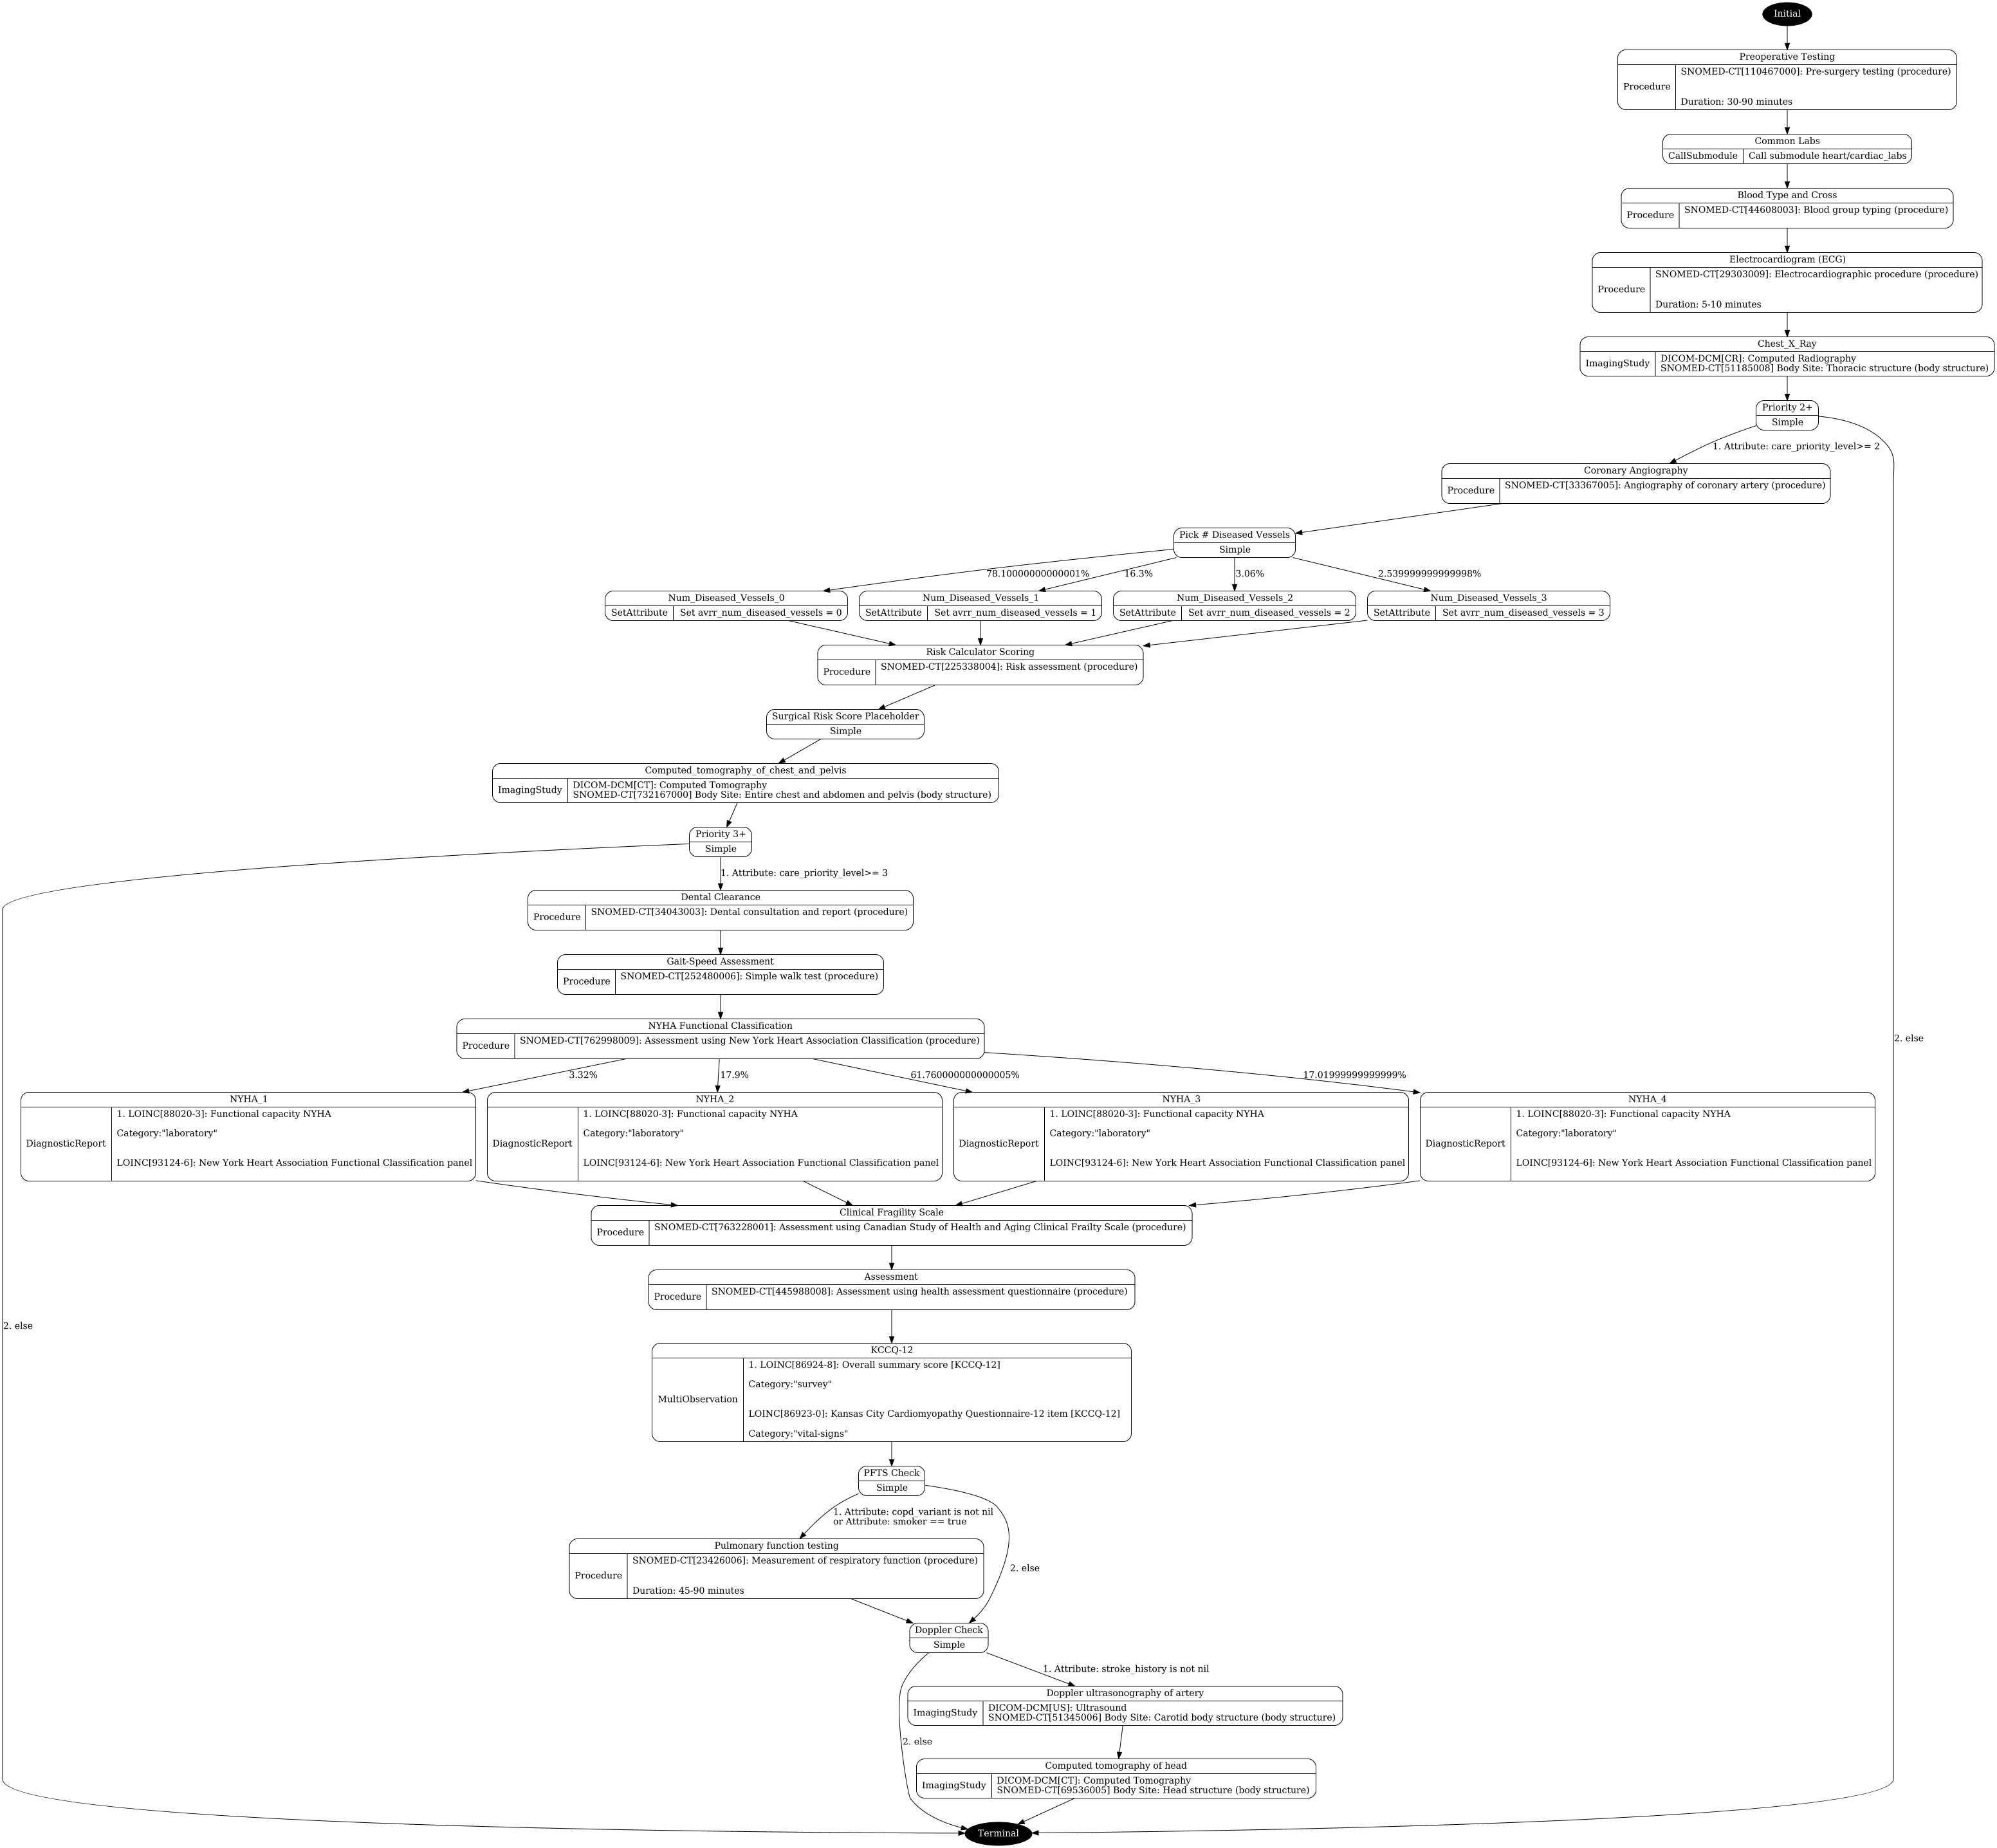 Initial
Preoperative Testing
Procedure
SNOMED-CT[110467000]: Pre-surgery testing (procedure)
Duration: 30-90 minutes
Common Labs
CallSubmodule
Call submodule heart/cardiac_labs
Blood Type and Cross
Procedure
SNOMED-CT[44608003]: Blood group typing (procedure)
Electrocardiogram (ECG)
Procedure
SNOMED-CT[29303009]: Electrocardiographic procedure (procedure)
Duration: 5-10 minutes
Chest_X_Ray
ImagingStudy
DICOM-DCM[CR]: Computed Radiography
SNOMED-CT[51185008] Body Site: Thoracic structure (body structure)
Priority 2+
Simple
1. Attribute: care_priority_level>= 2
Coronary Angiography
Procedure
SNOMED-CT[33367005]: Angiography of coronary artery (procedure)
Pick # Diseased Vessels
Simple
78.10000000000001%
16.3%
3.06%
2.539999999999998%
Num_Diseased_Vessels_0
SetAttribute
Set avrr_num_diseased_vessels = 0
Num_Diseased_Vessels_1
SetAttribute
Set avrr_num_diseased_vessels = 1
Num_Diseased_Vessels_2
SetAttribute
Set avrr_num_diseased_vessels = 2
Num_Diseased_Vessels_3
SetAttribute
Set avrr_num_diseased_vessels = 3
Risk Calculator Scoring
Procedure
SNOMED-CT[225338004]: Risk assessment (procedure)
Surgical Risk Score Placeholder
Simple
Computed_tomography_of_chest_and_pelvis
ImagingStudy
DICOM-DCM[CT]: Computed Tomography
SNOMED-CT[732167000] Body Site: Entire chest and abdomen and pelvis (body structure)
Priority 3+
Simple
1. Attribute: care_priority_level>= 3
Dental Clearance
Procedure
SNOMED-CT[34043003]: Dental consultation and report (procedure)
Gait-Speed Assessment
Procedure
SNOMED-CT[252480006]: Simple walk test (procedure)
NYHA Functional Classification
Procedure
SNOMED-CT[762998009]: Assessment using New York Heart Association Classification (procedure)
2. else
3.32%
17.9%
61.760000000000005%
17.01999999999999%
NYHA_1
DiagnosticReport
1. LOINC[88020-3]: Functional capacity NYHA
Category:"laboratory"
LOINC[93124-6]: New York Heart Association Functional Classification panel
NYHA_2
DiagnosticReport
1. LOINC[88020-3]: Functional capacity NYHA
Category:"laboratory"
LOINC[93124-6]: New York Heart Association Functional Classification panel
NYHA_3
DiagnosticReport
1. LOINC[88020-3]: Functional capacity NYHA
Category:"laboratory"
LOINC[93124-6]: New York Heart Association Functional Classification panel
NYHA_4
DiagnosticReport
1. LOINC[88020-3]: Functional capacity NYHA
Category:"laboratory"
LOINC[93124-6]: New York Heart Association Functional Classification panel
Clinical Fragility Scale
Procedure
SNOMED-CT[763228001]: Assessment using Canadian Study of Health and Aging Clinical Frailty Scale (procedure)
Assessment
Procedure
SNOMED-CT[445988008]: Assessment using health assessment questionnaire (procedure)
2. else
KCCQ-12
MultiObservation
1. LOINC[86924-8]: Overall summary score [KCCQ-12]
Category:"survey"
LOINC[86923-0]: Kansas City Cardiomyopathy Questionnaire-12 item [KCCQ-12]
Category:"vital-signs"
PFTS Check
Simple
1. Attribute: copd_variant is not nil
or Attribute: smoker == true
Pulmonary function testing
Procedure
SNOMED-CT[23426006]: Measurement of respiratory function (procedure)
Duration: 45-90 minutes
2. else
Doppler Check
Simple
1. Attribute: stroke_history is not nil
Doppler ultrasonography of artery
ImagingStudy
DICOM-DCM[US]: Ultrasound
SNOMED-CT[51345006] Body Site: Carotid body structure (body structure)
2. else
Computed tomography of head
ImagingStudy
DICOM-DCM[CT]: Computed Tomography
SNOMED-CT[69536005] Body Site: Head structure (body structure)
Terminal